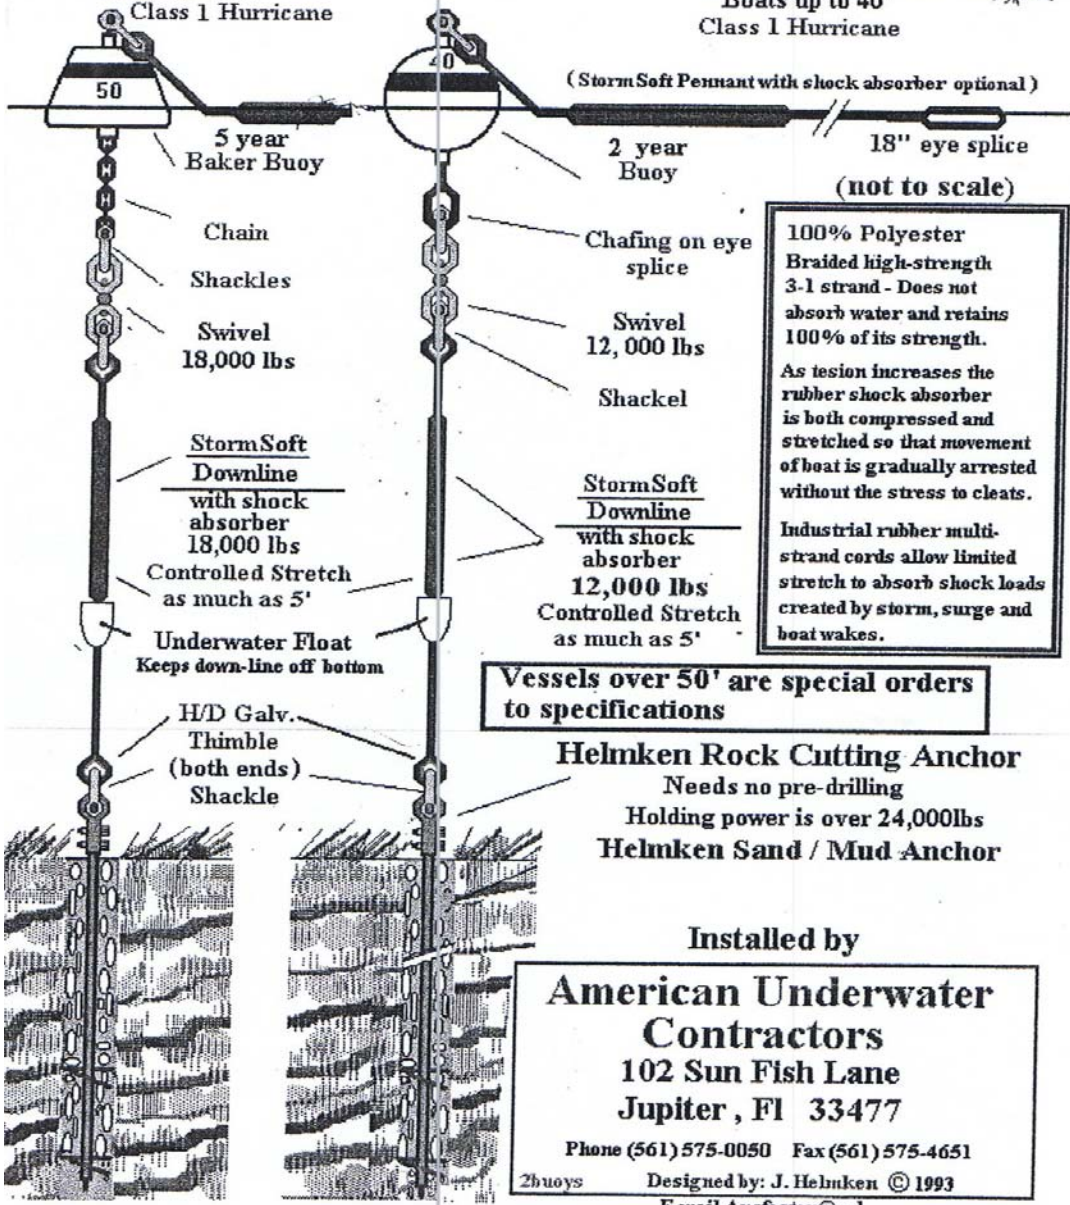 Class 1 Hurricane
Boats up to 40
Class 1 Hurricane
50
40
(StormSoft Pennant with shock absorber optional)
5 year
Baker Buoy
2 year
Buoy
18" eye splice
(not to scale)
H
H
Chain
Shackles
Swivel
18,000 lbs
Chafing on eye
splice
Swivel
12, 000 lbs
Shackel
100% Polyester
Braided high-strength
3-1 strand - Does not
absorb water and retains
100% of its strength.
As tesion increases the
rubber shock absorber
is both compressed and
stretched so that movement
of boat is gradually arrested
without the stress to cleats.
Industrial rubber multi-
strand cords allow limited
stretch to absorb shock loads
created by storm, surge and
boat wakes.
StormSoft
Downline
with shock
absorber
18,000 lbs
Controlled Stretch
as much as 5'
StormSoft
Downline
with shock
absorber
12,000 lbs
Controlled Stretch
as much as 5'
Underwater Float
Keeps down-line off bottom
Vessels over 50' are special orders
to specifications
H/D Galv.
Thimble
(both ends)
Shackle
Helmken Rock Cutting Anchor
Needs no pre-drilling
Holding power is over 24,000lbs
Helmken Sand / Mud Anchor
Installed by
American Underwater
Contractors
102 Sun Fish Lane
Jupiter , Fl 33477
Phone (561) 575-0050 Fax (561) 575-4651
2buoys
Designed by: J. Helmken © 1993